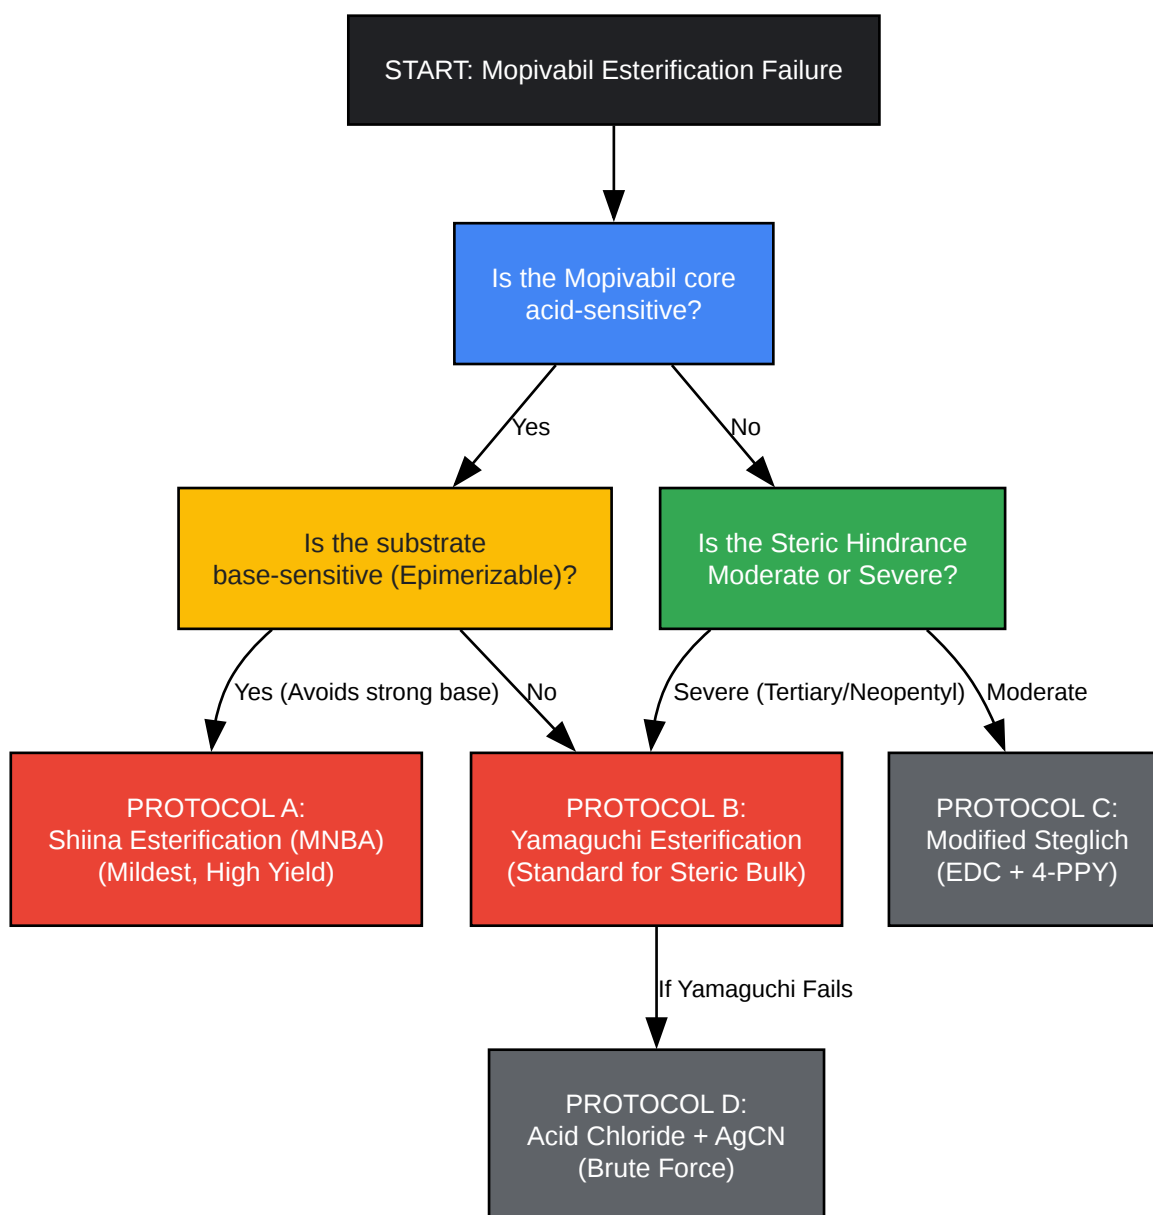 START: Mopivabil Esterification Failure
Is the Mopivabil core
acid-sensitive?
Yes
No
Is the substrate
base-sensitive (Epimerizable)?
Is the Steric Hindrance
Moderate or Severe?
Yes (Avoids strong base)
No
Severe (Tertiary/Neopentyl)
Moderate
PROTOCOL A:
Shiina Esterification (MNBA)
(Mildest, High Yield)
PROTOCOL B:
Yamaguchi Esterification
(Standard for Steric Bulk)
PROTOCOL C:
Modified Steglich
(EDC + 4-PPY)
If Yamaguchi Fails
PROTOCOL D:
Acid Chloride + AgCN
(Brute Force)